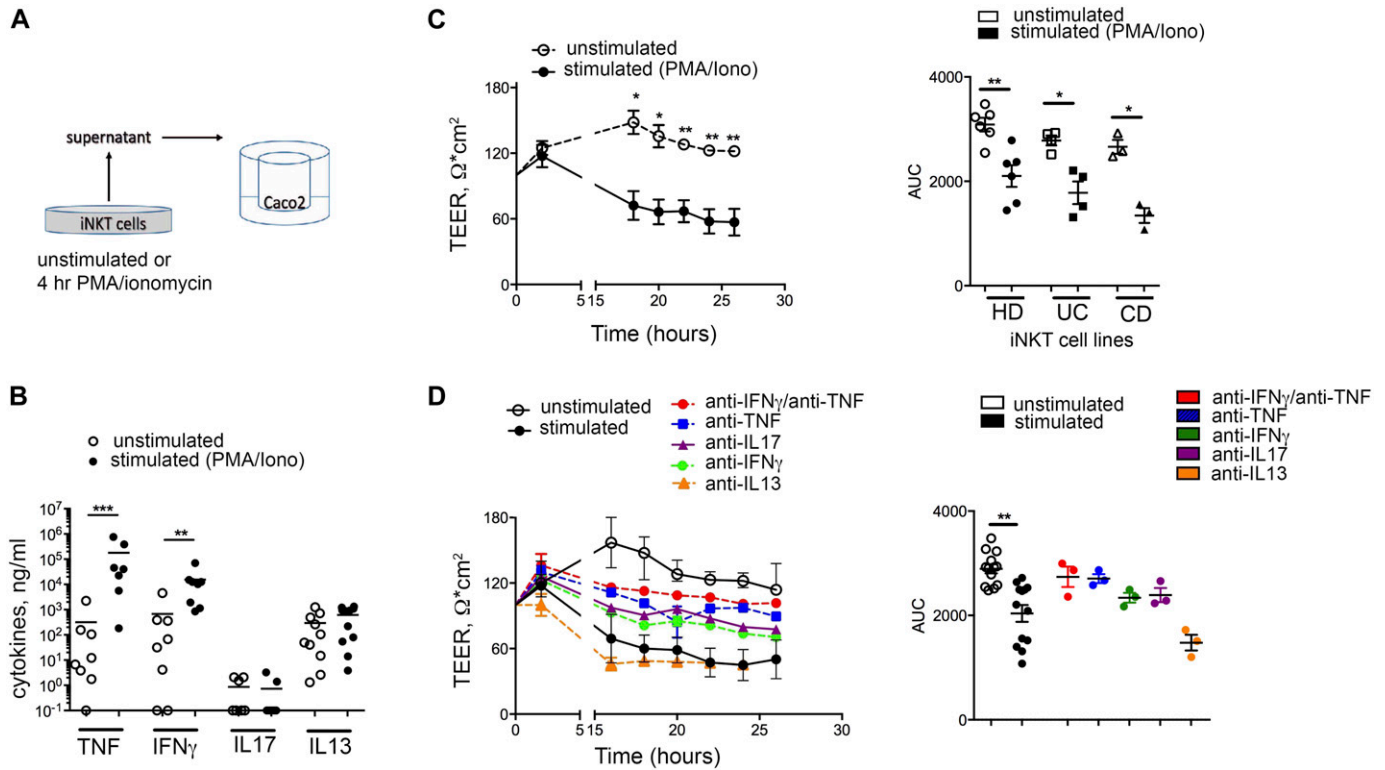 A
supernatant
Caco2
iNKT cells
unstimulated or
4 hr PMA/ionomycin
B
unstimulated
stimulated (PMA/Iono)
cytokines, ng/ml
10^7
10^6
10^5
10^4
10^3
10^2
10^1
10^0
10^-1
***
**
TNF
IFNγ
IL17
IL13
C
unstimulated
stimulated (PMA/Iono)
TEER, Ω*cm2
180
120
60
0
* * ** ** **
0 5 15 20 25 30
Time (hours)
unstimulated
stimulated (PMA/Iono)
AUC
4000
2000
0
** * *
HD UC CD
iNKT cell lines
D
unstimulated
stimulated
anti-IFNγ/anti-TNF
anti-TNF
anti-IL17
anti-IFNγ
anti-IL13
TEER, Ω*cm2
180
120
60
0
0 5 15 20 25 30
Time (hours)
unstimulated
stimulated
anti-IFNγ/anti-TNF
anti-TNF
anti-IFNγ
anti-IL17
anti-IL13
AUC
4000
2000
0
**